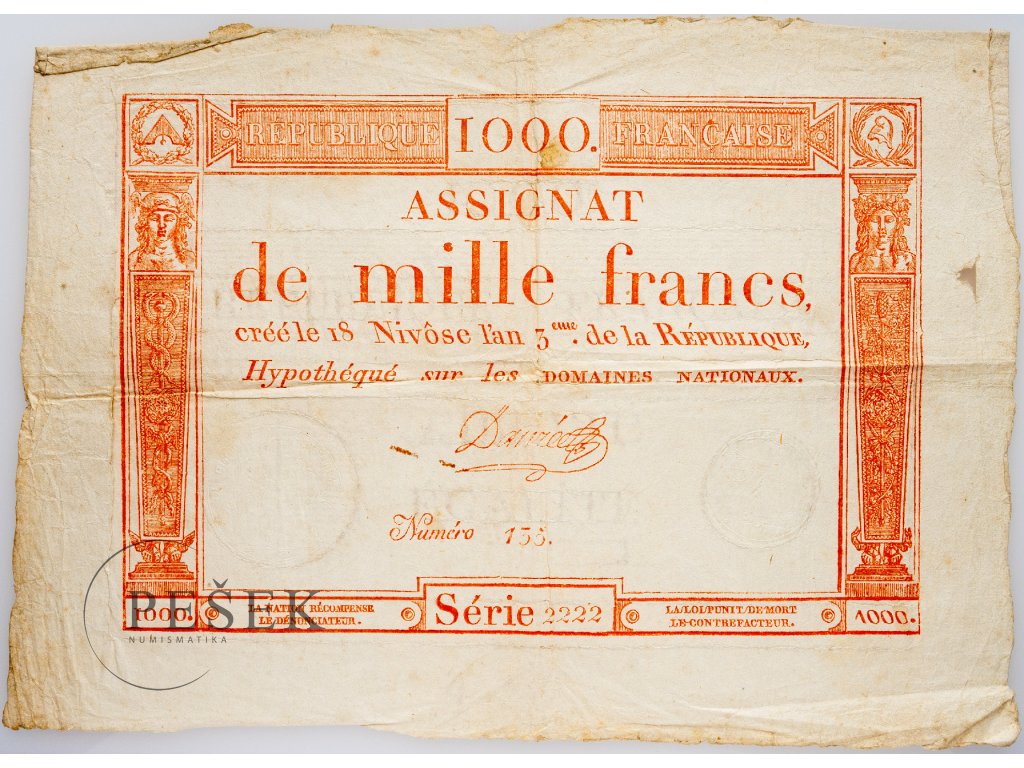 RÉPUBLIQUE 1000. FRANÇAISE
ASSIGNAT
de mille francs,
créé le 18 Nivôse l'an 3eme. de la RÉPUBLIQUE,
Hypothéqué sur les DOMAINES NATIONAUX.
Dauréе
Numéro 135.
1000. LA NATION RÉCOMPENSE LE DÉNONCIATEUR. Série 2222 LA LOI PUNIT DE MORT LE CONTREFACTEUR. 1000.
PEŠEK
NUMISMATIKA